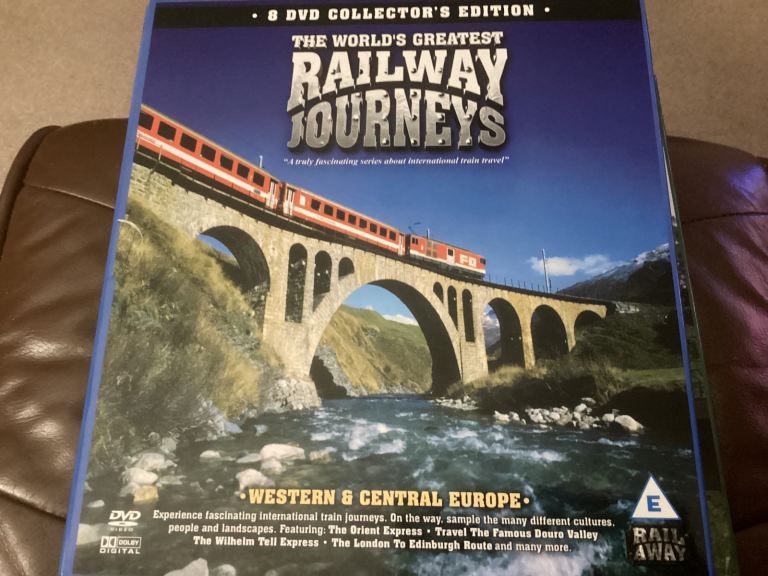 • 8 DVD COLLECTOR'S EDITION •
THE WORLD'S GREATEST
RAILWAY
JOURNEYS
"A truly fascinating series about international train travel"
FO
• WESTERN & CENTRAL EUROPE •
E
DVD
VIDEO
Experience fascinating international train journeys. On the way, sample the many different cultures,
people and landscapes. Featuring: The Orient Express • Travel The Famous Douro Valley
The Wilhelm Tell Express • The London To Edinburgh Route and many more.
DOLBY
DIGITAL
RAIL
AWAY